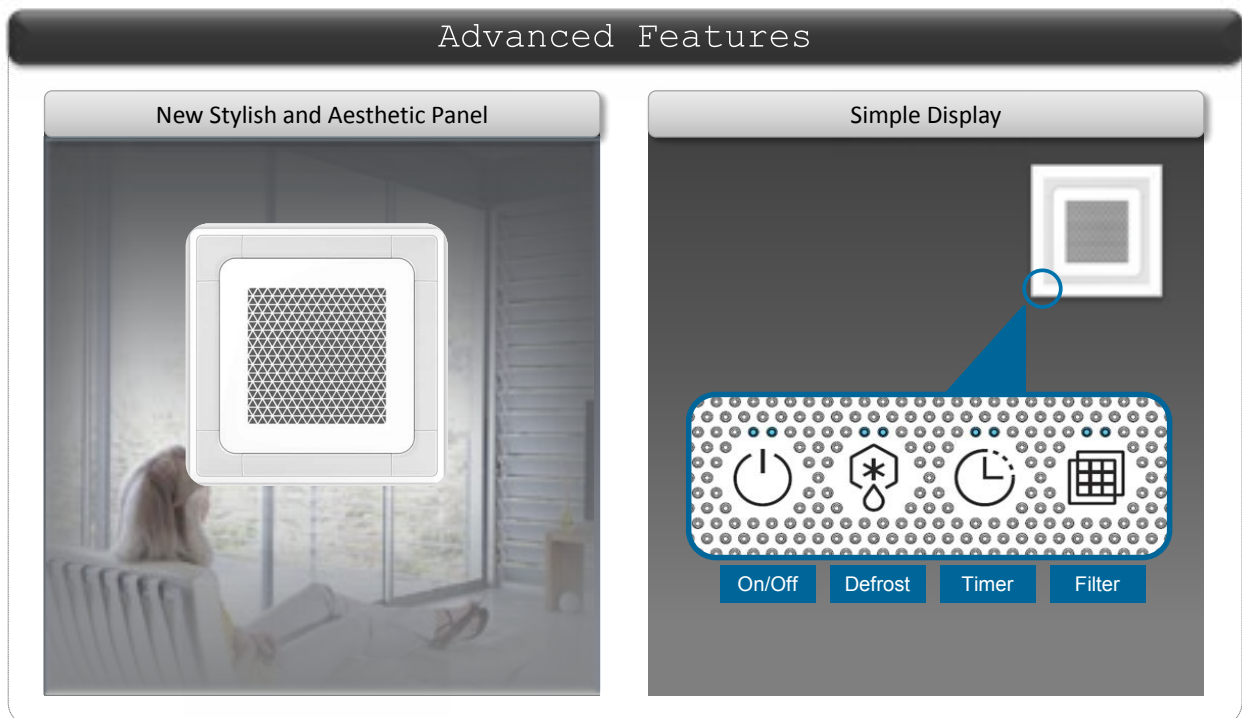 Advanced Features
New Stylish and Aesthetic Panel
Simple Display
On/Off
Defrost
Timer
Filter